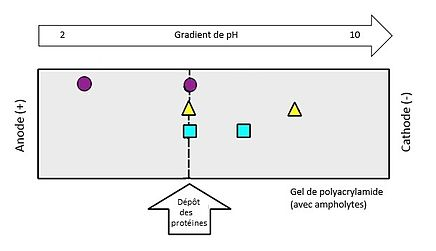 2 Gradient de pH 10
Anode (+)
Cathode (-)
Gel de polyacrylamide
(avec ampholytes)
Dépôt
des
protéines